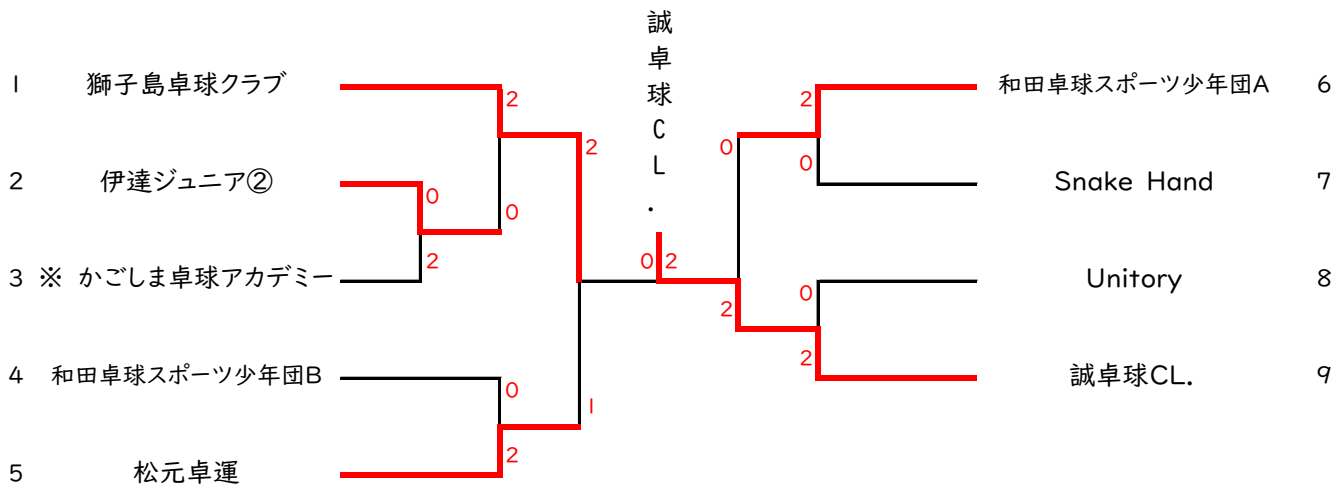 誠卓球CL.
1 獅子島卓球クラブ
2
0
2 伊達ジュニア②
0
2
3 ※ かごしま卓球アカデミー
4 和田卓球スポーツ少年団B
0
2
5 松元卓運
2
1
0 2
和田卓球スポーツ少年団A 6
2
0
Snake Hand 7
Unitory 8
0
2
誠卓球CL. 9
0
2